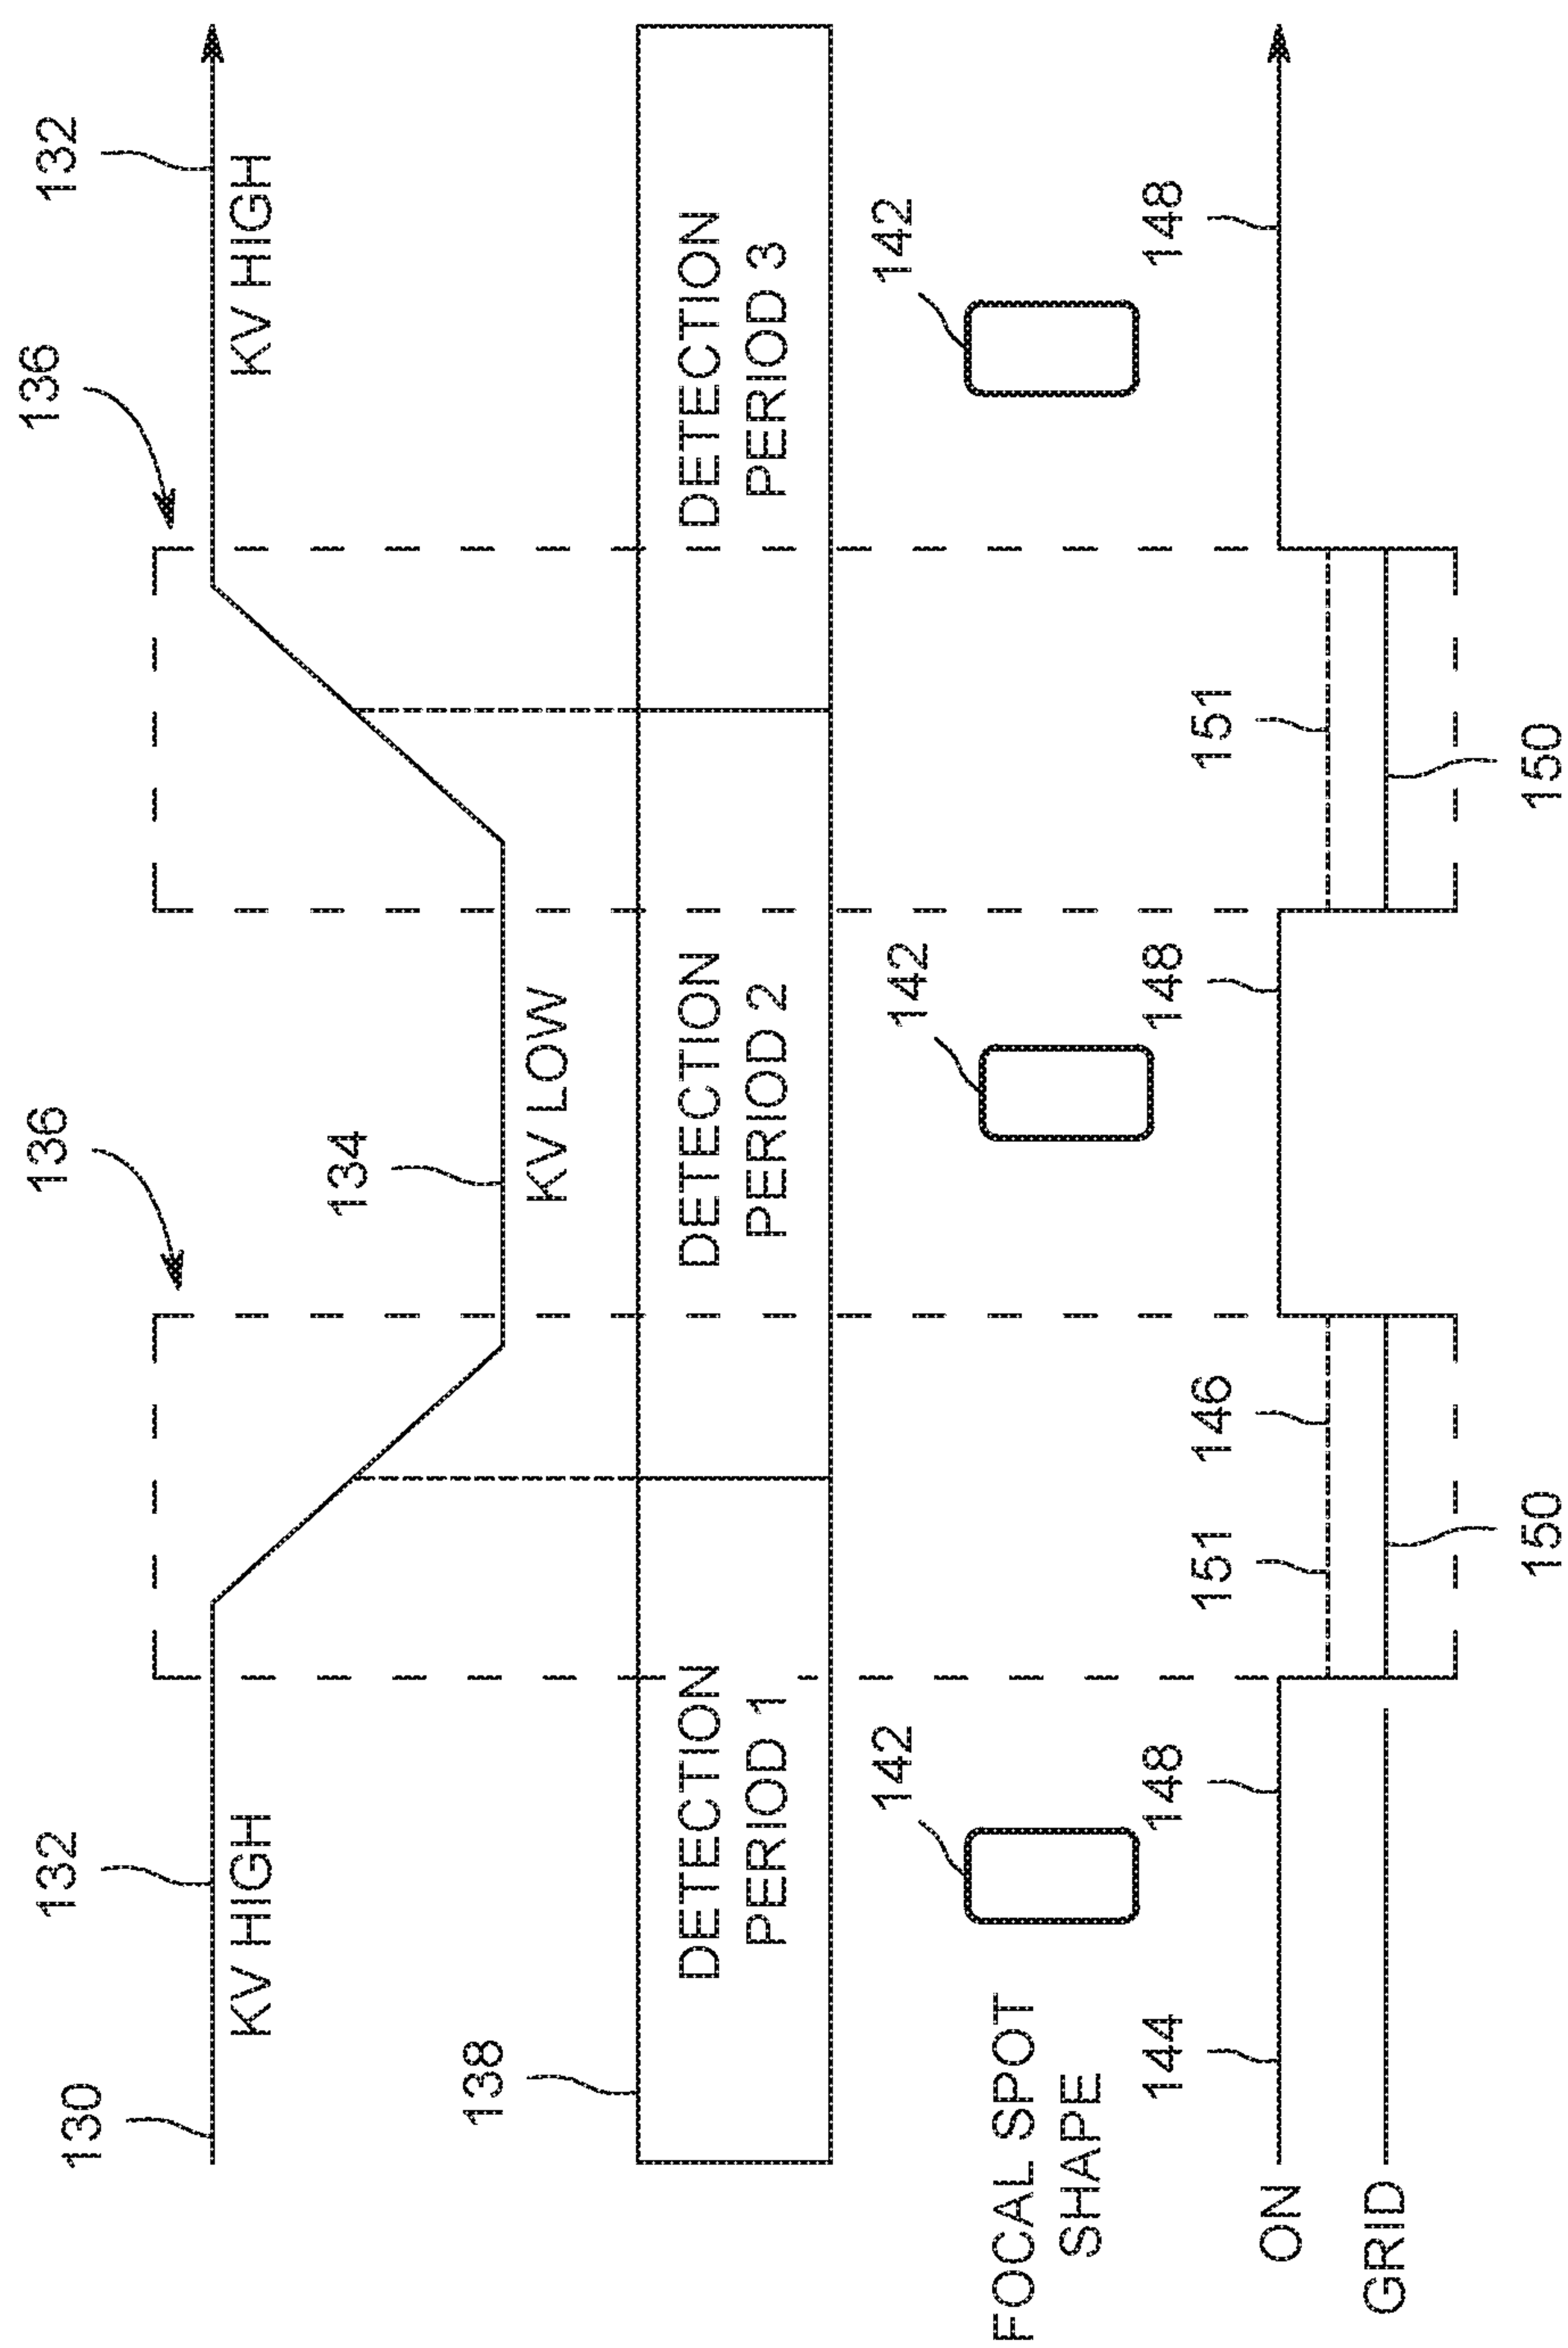 136
136
132
132
130
KV HIGH
KV HIGH
134
KV LOW
138
DETECTION
PERIOD 1
DETECTION
PERIOD 2
DETECTION
PERIOD 3
142
142
142
FOCAL SPOT
SHAPE
144
148
148
148
151
146
151
ON
GRID
150
150